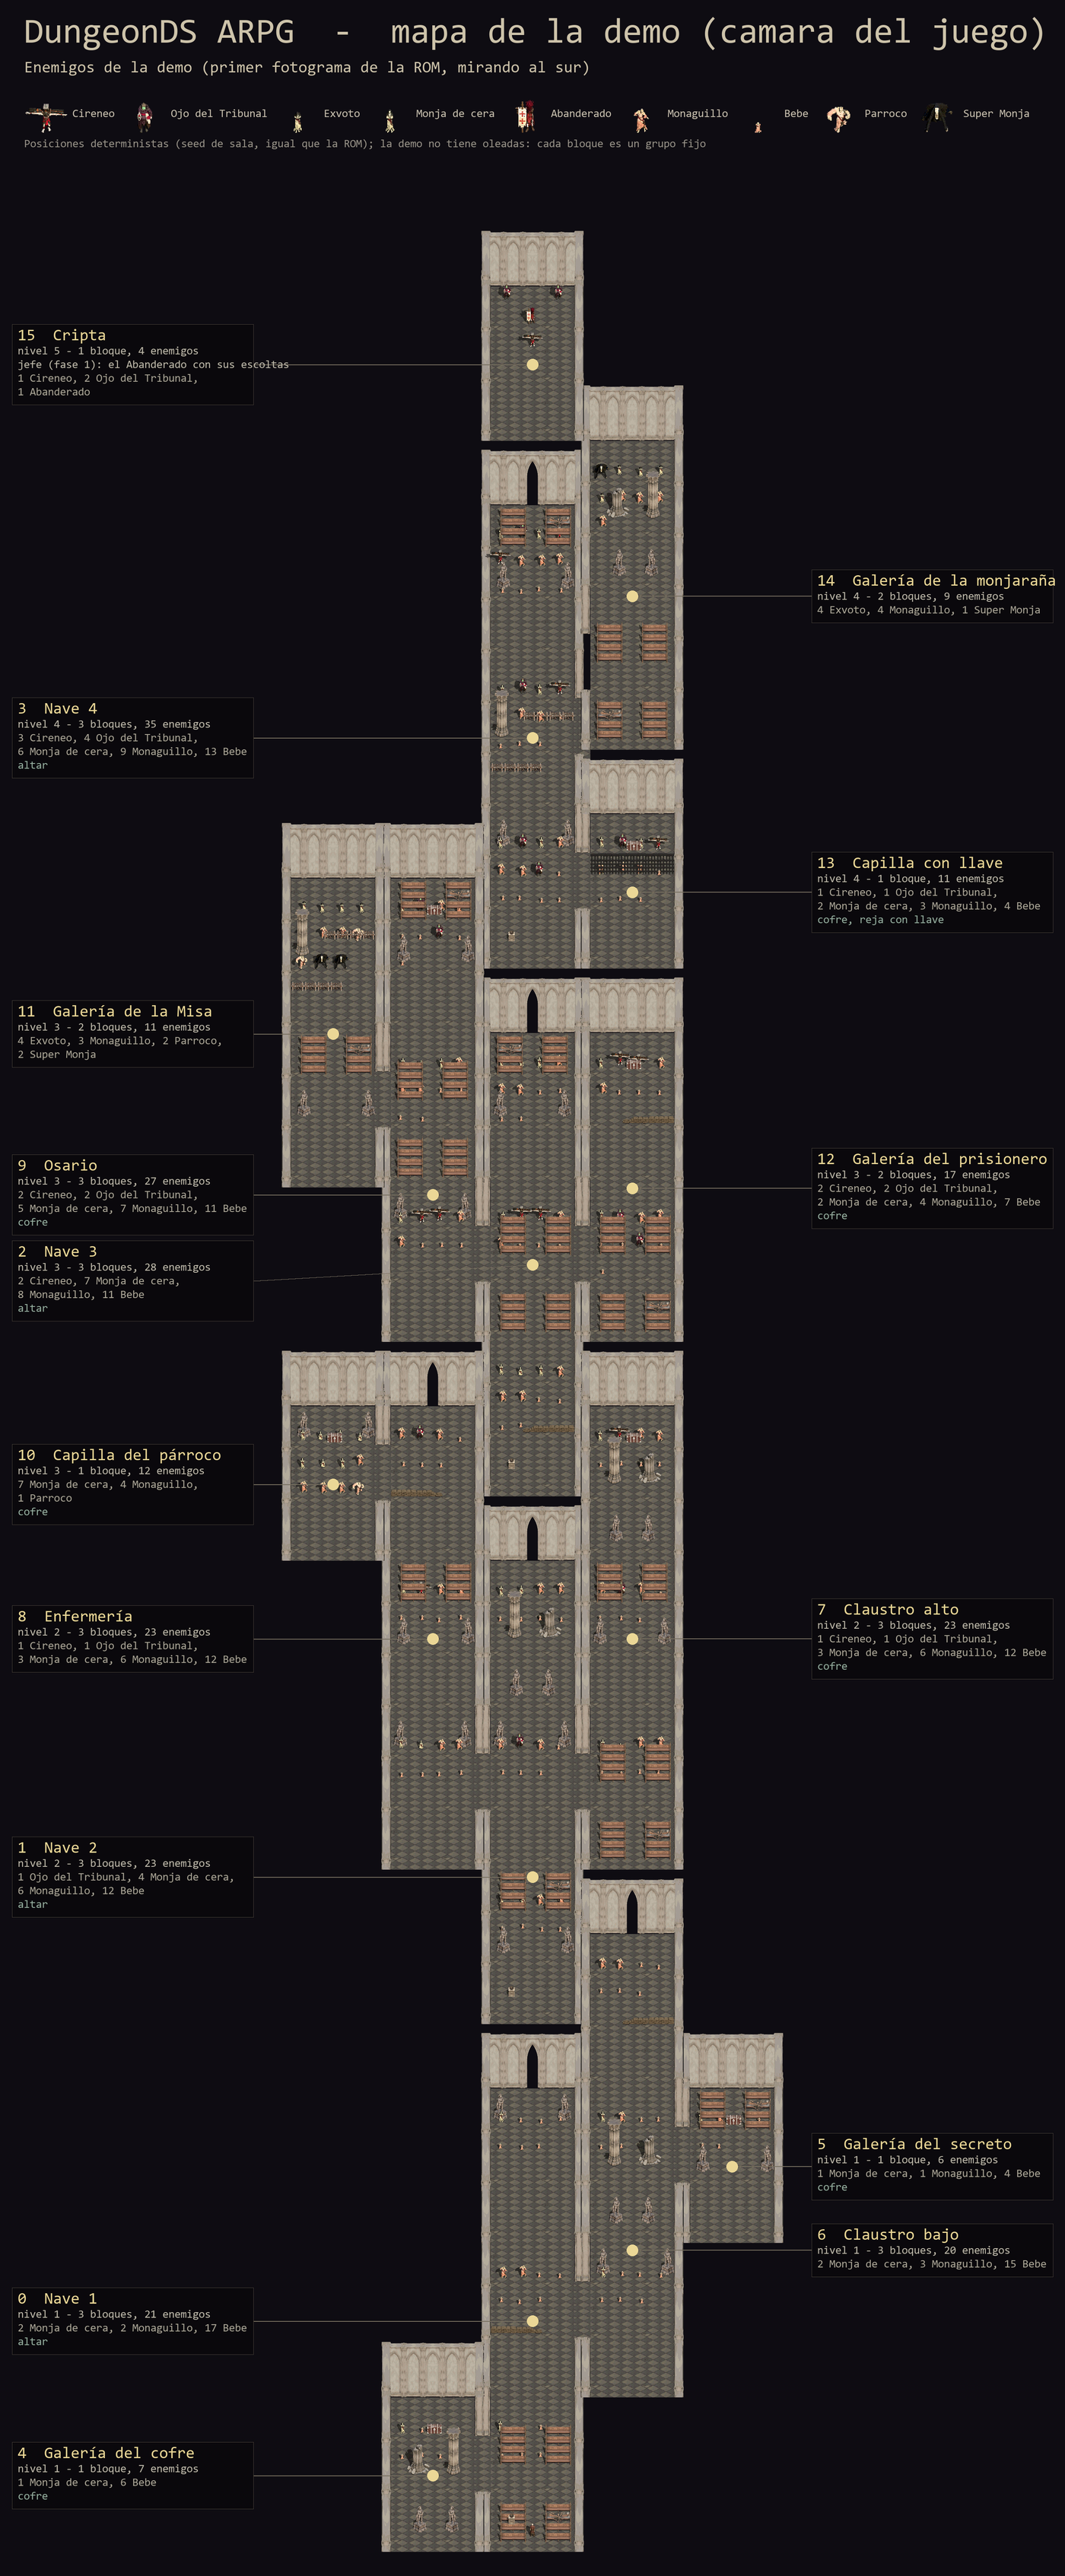 DungeonDS ARPG  -  mapa de la demo (camara del juego)
Enemigos de la demo (primer fotograma de la ROM, mirando al sur)
Cireneo
Ojo del Tribunal
Exvoto
Monja de cera
Abanderado
Monaguillo
Bebe
Parroco
Super Monja
Posiciones deterministas (seed de sala, igual que la ROM); la demo no tiene oleadas: cada bloque es un grupo fijo
15  Cripta
nivel 5 - 1 bloque, 4 enemigos
jefe (fase 1): el Abanderado con sus escoltas
1 Cireneo, 2 Ojo del Tribunal,
1 Abanderado
14  Galería de la monjaraña
nivel 4 - 2 bloques, 9 enemigos
4 Exvoto, 4 Monaguillo, 1 Super Monja
3  Nave 4
nivel 4 - 3 bloques, 35 enemigos
3 Cireneo, 4 Ojo del Tribunal,
6 Monja de cera, 9 Monaguillo, 13 Bebe
altar
13  Capilla con llave
nivel 4 - 1 bloque, 11 enemigos
1 Cireneo, 1 Ojo del Tribunal,
2 Monja de cera, 3 Monaguillo, 4 Bebe
cofre, reja con llave
11  Galería de la Misa
nivel 3 - 2 bloques, 11 enemigos
4 Exvoto, 3 Monaguillo, 2 Parroco,
2 Super Monja
9  Osario
nivel 3 - 3 bloques, 27 enemigos
2 Cireneo, 2 Ojo del Tribunal,
5 Monja de cera, 7 Monaguillo, 11 Bebe
cofre
12  Galería del prisionero
nivel 3 - 2 bloques, 17 enemigos
2 Cireneo, 2 Ojo del Tribunal,
2 Monja de cera, 4 Monaguillo, 7 Bebe
cofre
2  Nave 3
nivel 3 - 3 bloques, 28 enemigos
2 Cireneo, 7 Monja de cera,
8 Monaguillo, 11 Bebe
altar
10  Capilla del párroco
nivel 3 - 1 bloque, 12 enemigos
7 Monja de cera, 4 Monaguillo,
1 Parroco
cofre
8  Enfermería
nivel 2 - 3 bloques, 23 enemigos
1 Cireneo, 1 Ojo del Tribunal,
3 Monja de cera, 6 Monaguillo, 12 Bebe
7  Claustro alto
nivel 2 - 3 bloques, 23 enemigos
1 Cireneo, 1 Ojo del Tribunal,
3 Monja de cera, 6 Monaguillo, 12 Bebe
cofre
1  Nave 2
nivel 2 - 3 bloques, 23 enemigos
1 Ojo del Tribunal, 4 Monja de cera,
6 Monaguillo, 12 Bebe
altar
5  Galería del secreto
nivel 1 - 1 bloque, 6 enemigos
1 Monja de cera, 1 Monaguillo, 4 Bebe
cofre
6  Claustro bajo
nivel 1 - 3 bloques, 20 enemigos
2 Monja de cera, 3 Monaguillo, 15 Bebe
0  Nave 1
nivel 1 - 3 bloques, 21 enemigos
2 Monja de cera, 2 Monaguillo, 17 Bebe
altar
4  Galería del cofre
nivel 1 - 1 bloque, 7 enemigos
1 Monja de cera, 6 Bebe
cofre